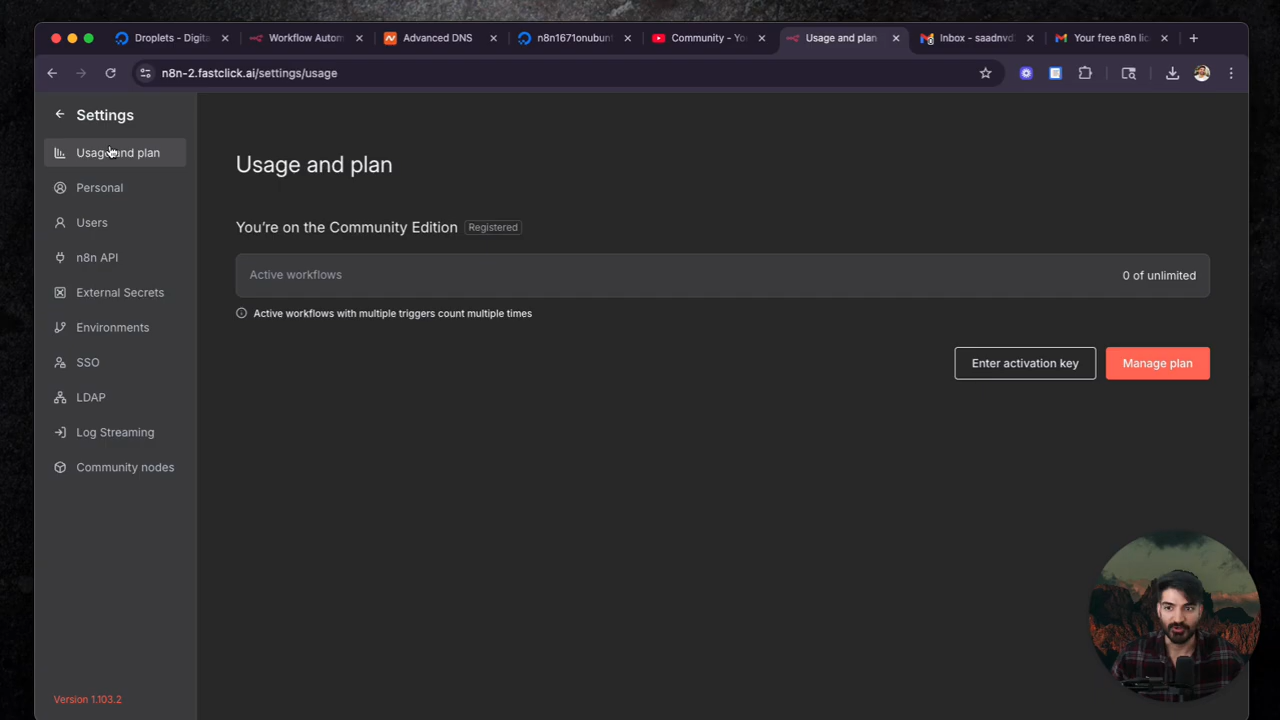 Droplets - Digita
Workflow Autom
Advanced DNS
n8n1671onubunt
Community - Yo
Usage and plan
Inbox - saadnvd
Your free n8n lic
n8n-2.fastclick.ai/settings/usage
Settings
Usage and plan
Personal
Users
n8n API
External Secrets
Environments
SSO
LDAP
Log Streaming
Community nodes
Version 1.103.2
Usage and plan
You're on the Community Edition Registered
Active workflows 0 of unlimited
Active workflows with multiple triggers count multiple times
Enter activation key
Manage plan